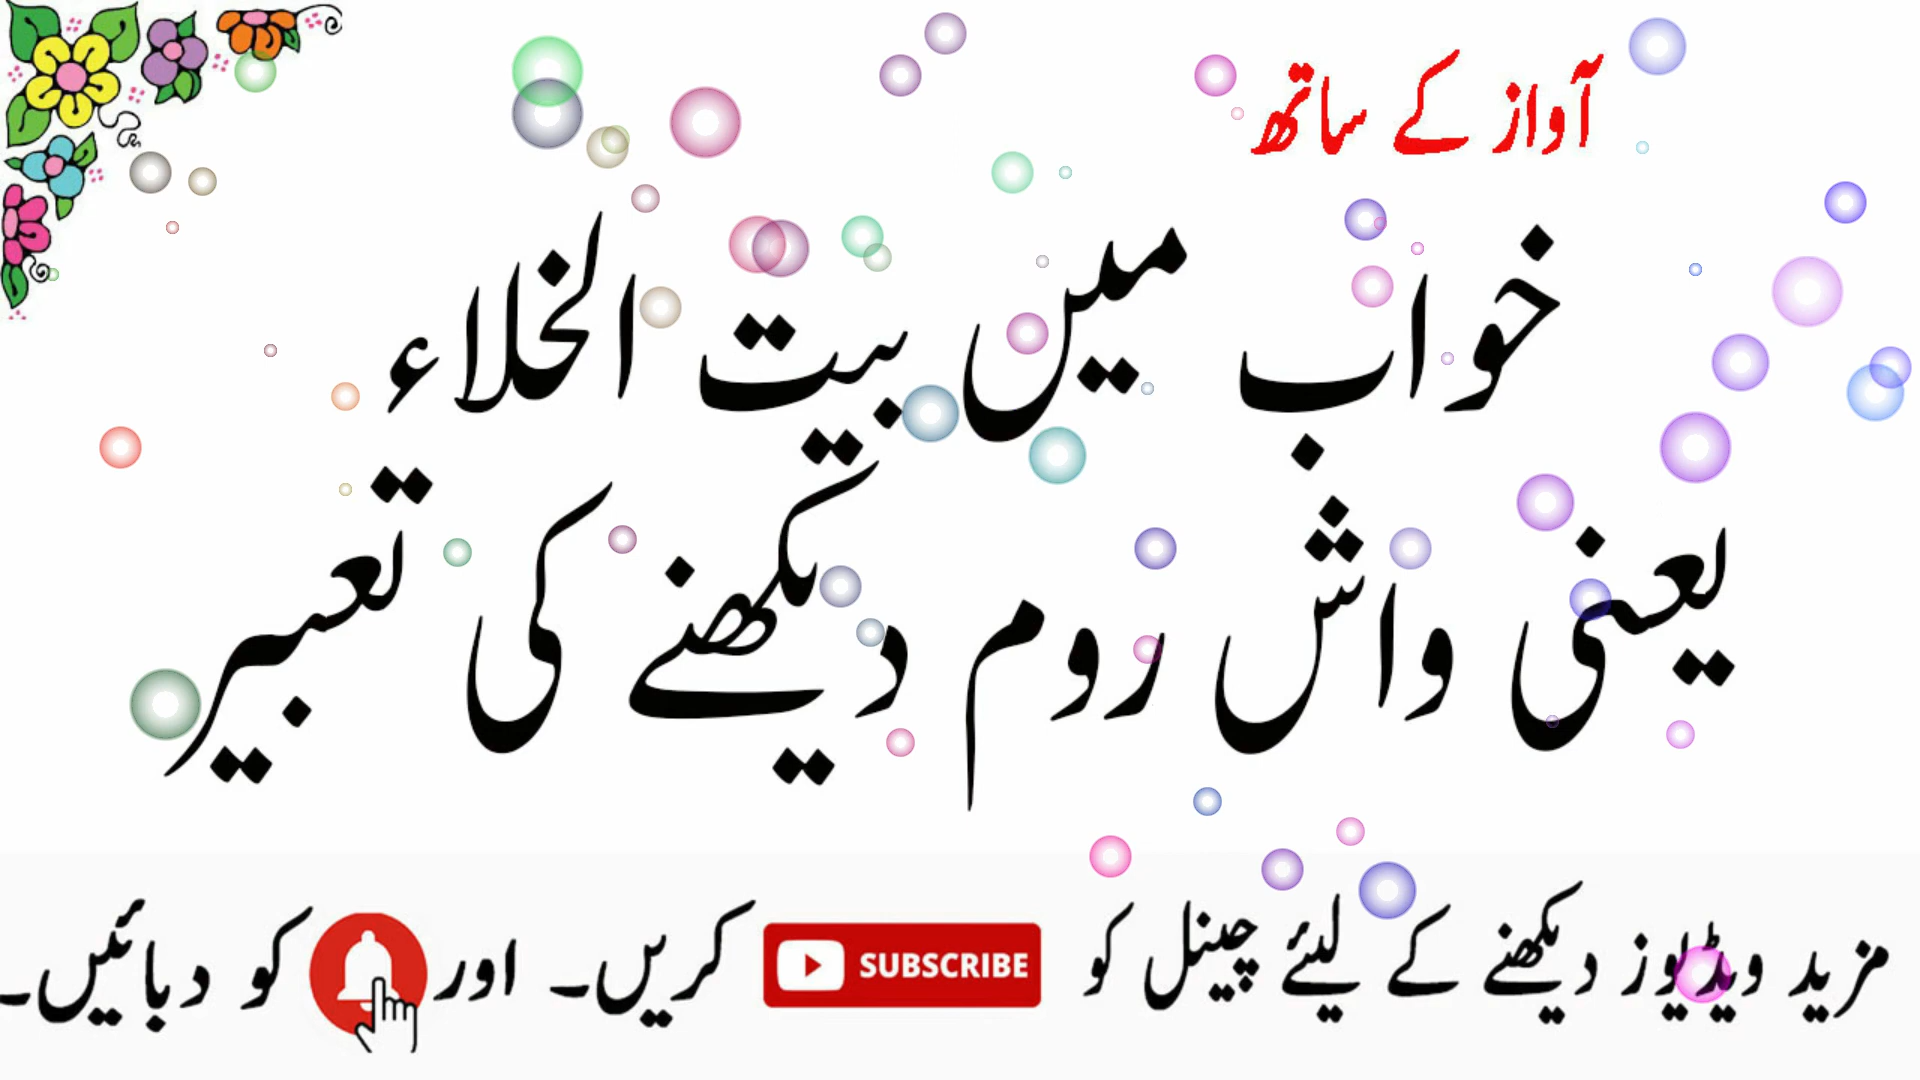 آواز کے ساتھ
خواب میں بیت الخلاء
یعنی واش روم دیکھنے کی تعبیر
مزید ویڈیوز دیکھنے کے لیئے چینل کو SUBSCRIBE کریں۔ اور کو دبائیں۔